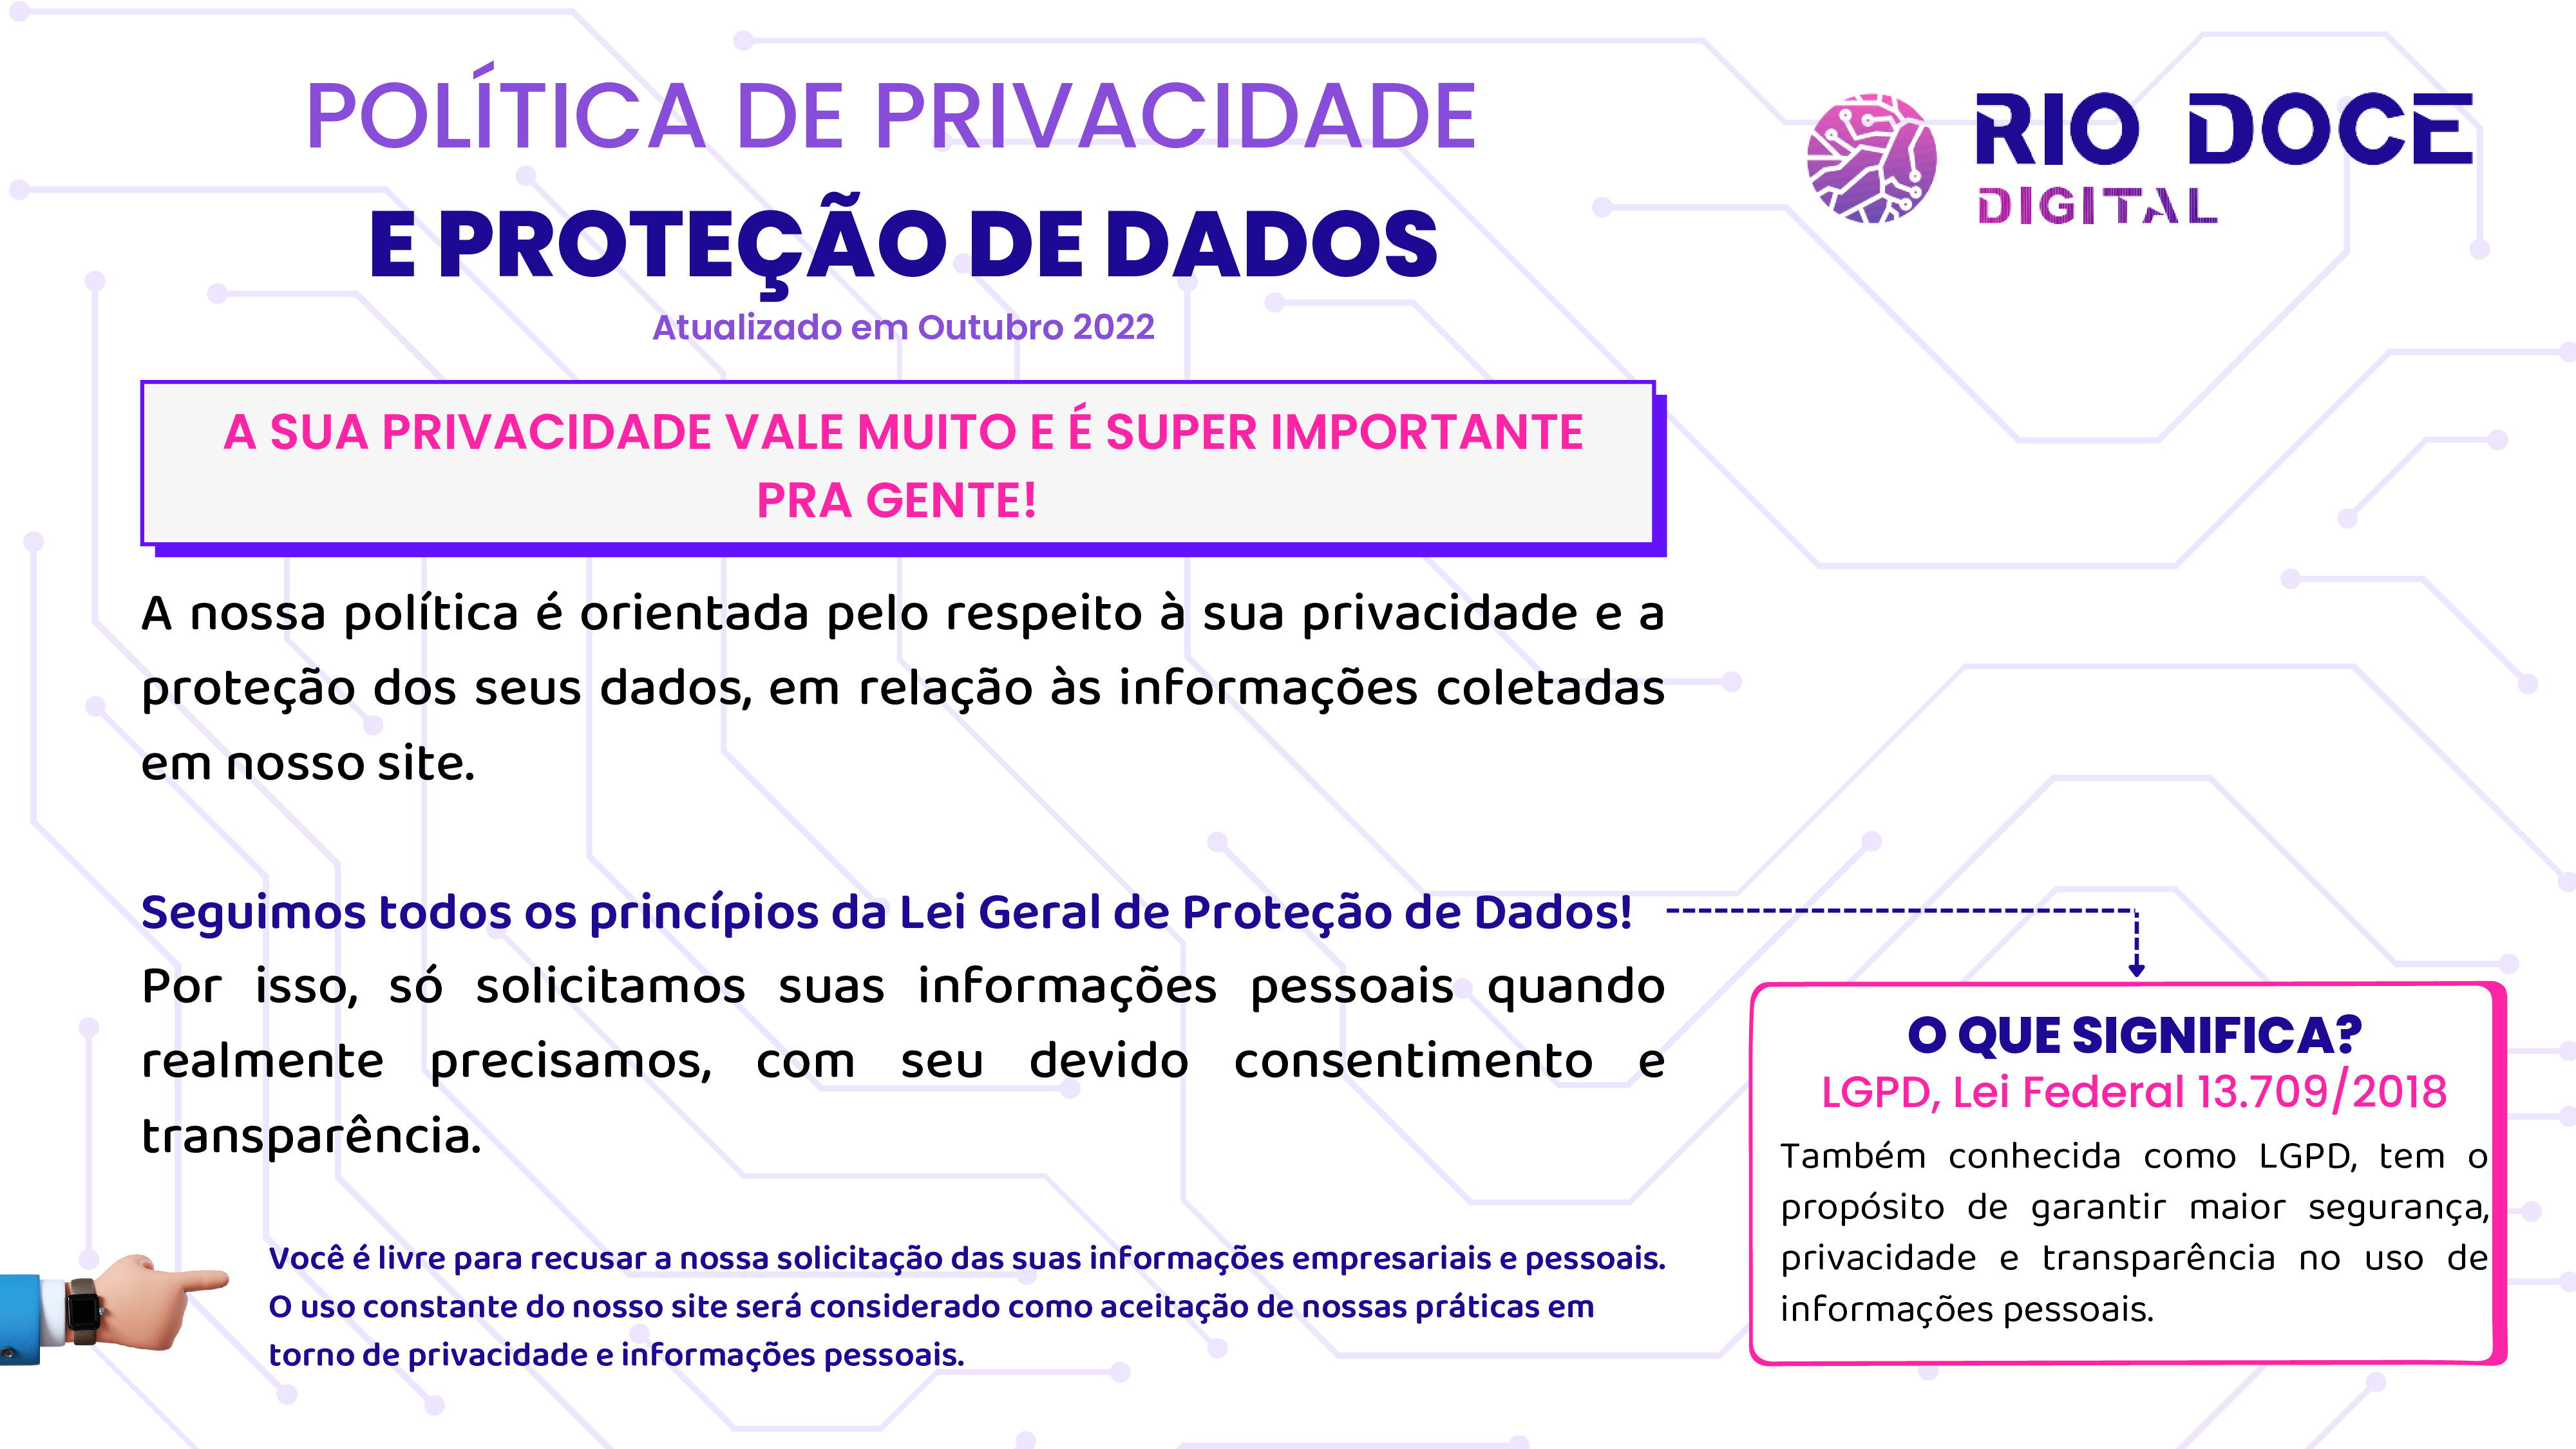 POLÍTICA DE PRIVACIDADE
E PROTEÇÃO DE DADOS
Atualizado em Outubro 2022
RIO DOCE
DIGITAL
A SUA PRIVACIDADE VALE MUITO E É SUPER IMPORTANTE
PRA GENTE!
A nossa política é orientada pelo respeito à sua privacidade e a
proteção dos seus dados, em relação às informações coletadas
em nosso site.
Seguimos todos os princípios da Lei Geral de Proteção de Dados!
Por isso, só solicitamos suas informações pessoais quando
realmente precisamos, com seu devido consentimento e
transparência.
Você é livre para recusar a nossa solicitação das suas informações empresariais e pessoais.
O uso constante do nosso site será considerado como aceitação de nossas práticas em
torno de privacidade e informações pessoais.
O QUE SIGNIFICA?
LGPD, Lei Federal 13.709/2018
Também conhecida como LGPD, tem o
propósito de garantir maior segurança,
privacidade e transparência no uso de
informações pessoais.